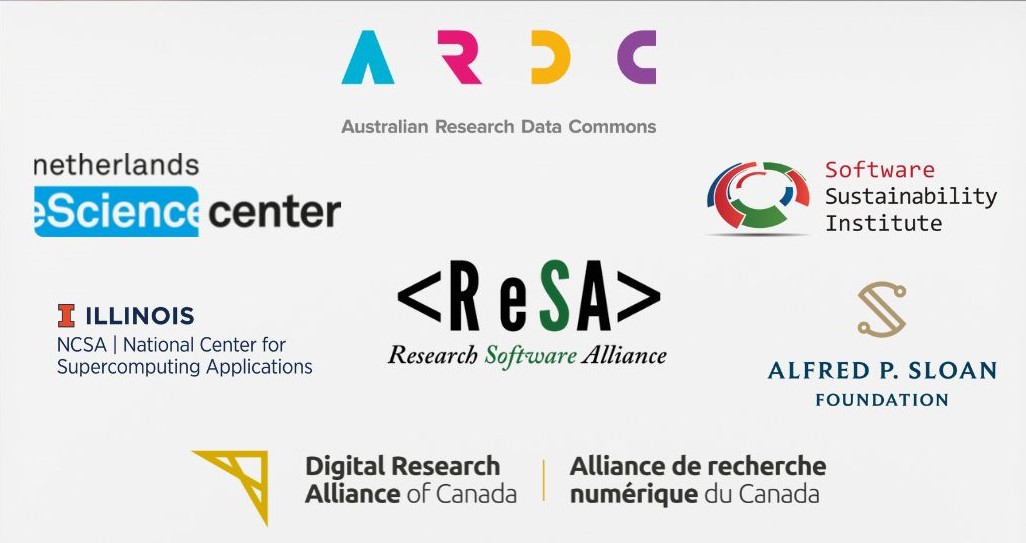 ARDC
Australian Research Data Commons
netherlands
eScience center
Software
Sustainability
Institute
<ReSA>
Research Software Alliance
I ILLINOIS
NCSA | National Center for
Supercomputing Applications
S
ALFRED P. SLOAN
FOUNDATION
Digital Research
Alliance of Canada
Alliance de recherche
numérique du Canada